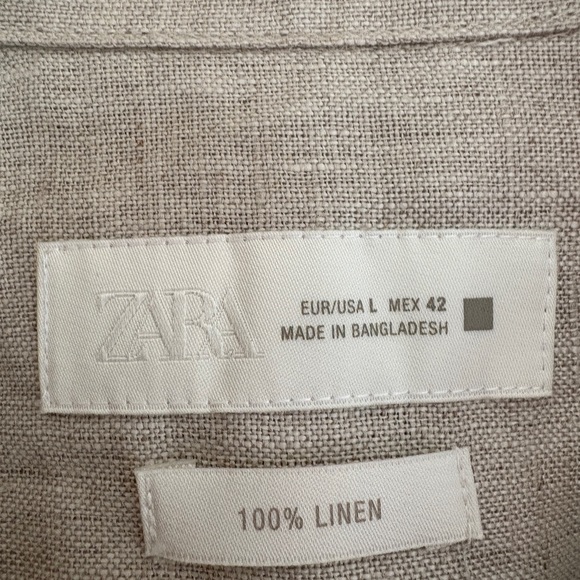 ZARA
EUR/USA L MEX 42
MADE IN BANGLADESH
100% LINEN